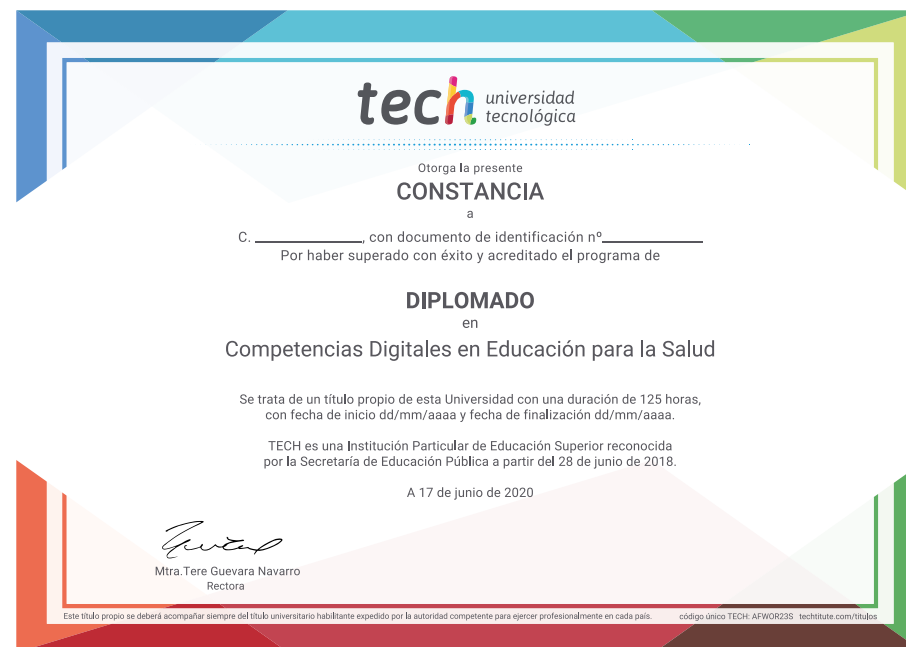 tech universidad
tecnológica
Otorga la presente
CONSTANCIA
a
C. ____________, con documento de identificación nº____________
Por haber superado con éxito y acreditado el programa de
DIPLOMADO
en
Competencias Digitales en Educación para la Salud
Se trata de un título propio de esta Universidad con una duración de 125 horas,
con fecha de inicio dd/mm/aaaa y fecha de finalización dd/mm/aaaa.
TECH es una Institución Particular de Educación Superior reconocida
por la Secretaría de Educación Pública a partir del 28 de junio de 2018.
A 17 de junio de 2020
Mtra.Tere Guevara Navarro
Rectora
Este título propio se deberá acompañar siempre del título universitario habilitante expedido por la autoridad competente para ejercer profesionalmente en cada país. código único TECH: AFWOR23S techtitute.com/titulos